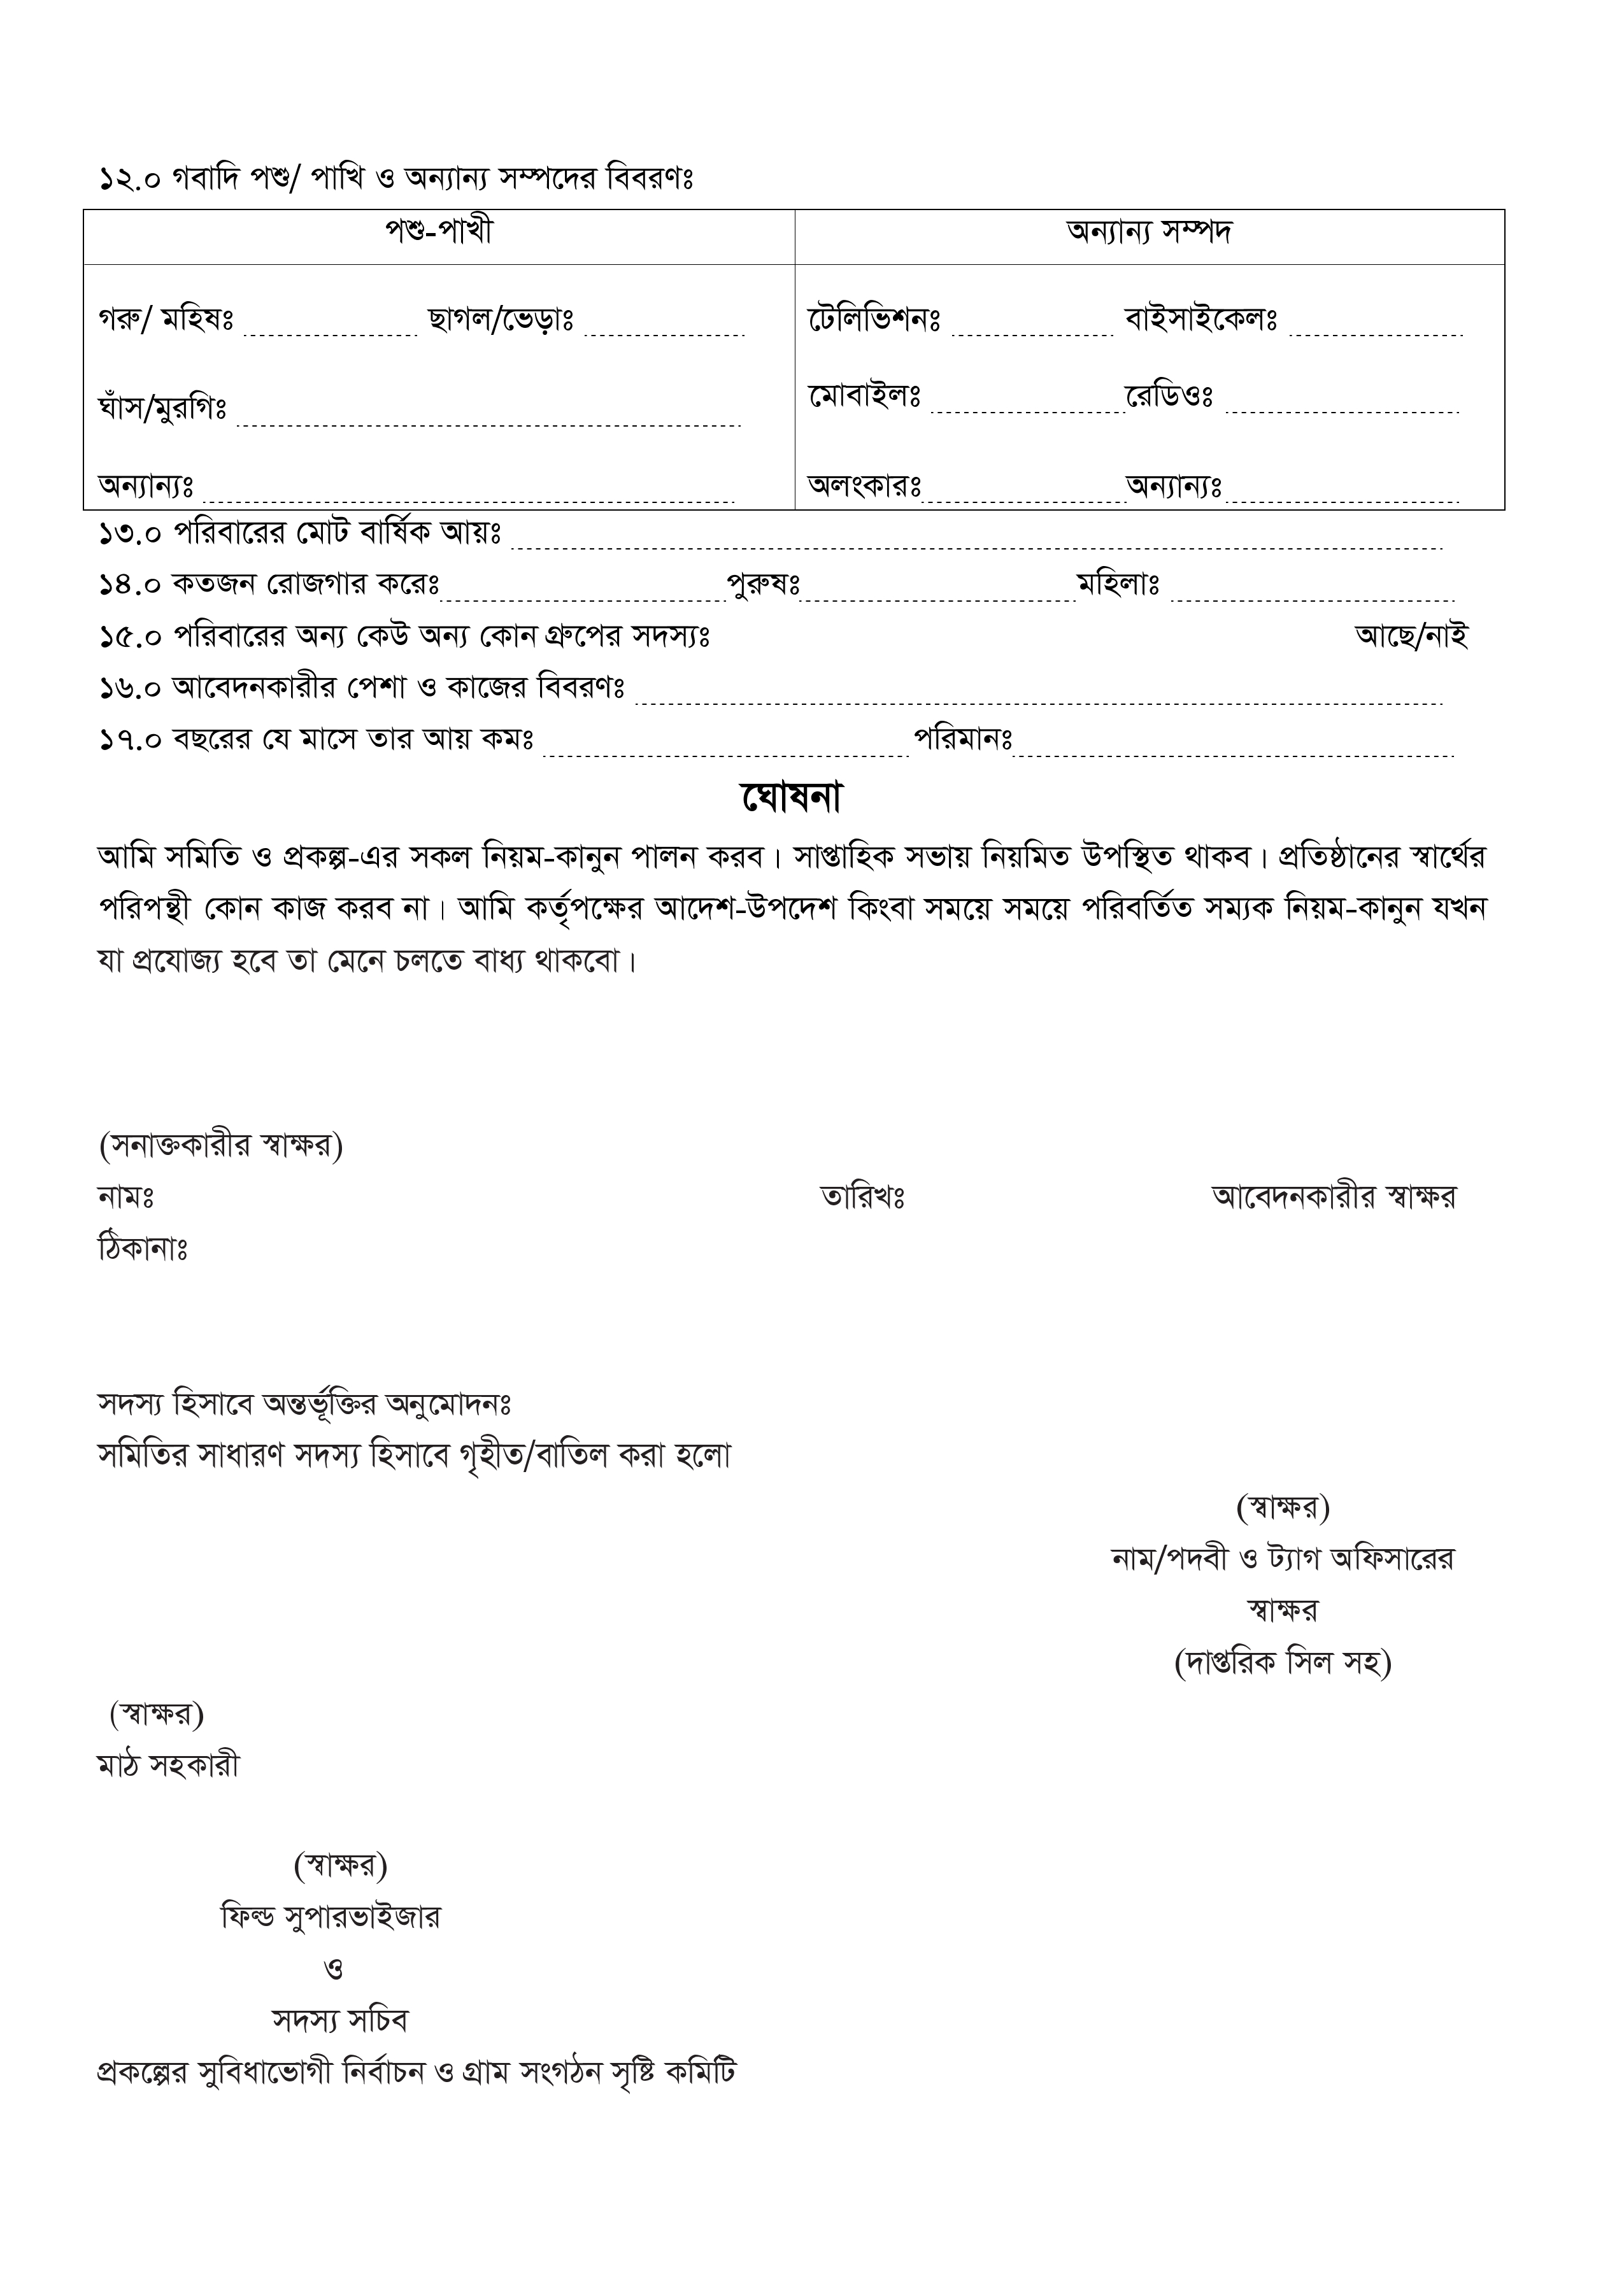 ১২.০ গবাদি পশু/ পাখি ও অন্যান্য সম্পদের বিবরণঃ
পশু-পাখী
অন্যান্য সম্পদ
গরু/ মহিষঃ ছাগল/ভেড়াঃ
ঘাঁস/মুরগিঃ
অন্যান্যঃ
টেলিভিশনঃ বাইসাইকেলঃ
মোবাইলঃ রেডিওঃ
অলংকারঃ অন্যান্যঃ
১৩.০ পরিবারের মোট বার্ষিক আয়ঃ
১৪.০ কতজন রোজগার করেঃ পুরুষঃ মহিলাঃ
১৫.০ পরিবারের অন্য কেউ অন্য কোন গ্রুপের সদস্যঃ আছে/নাই
১৬.০ আবেদনকারীর পেশা ও কাজের বিবরণঃ
১৭.০ বছরের যে মাসে তার আয় কমঃ পরিমানঃ
ঘোষনা
আমি সমিতি ও প্রকল্প-এর সকল নিয়ম-কানুন পালন করব। সাপ্তাহিক সভায় নিয়মিত উপস্থিত থাকব। প্রতিষ্ঠানের স্বার্থের
পরিপন্থী কোন কাজ করব না। আমি কর্তৃপক্ষের আদেশ-উপদেশ কিংবা সময়ে সময়ে পরিবর্তিত সম্যক নিয়ম-কানুন যখন
যা প্রযোজ্য হবে তা মেনে চলতে বাধ্য থাকবো।
(সনাক্তকারীর স্বাক্ষর)
নামঃ তারিখঃ আবেদনকারীর স্বাক্ষর
ঠিকানাঃ
সদস্য হিসাবে অন্তর্ভূক্তির অনুমোদনঃ
সমিতির সাধারণ সদস্য হিসাবে গৃহীত/বাতিল করা হলো
(স্বাক্ষর)
নাম/পদবী ও ট্যাগ অফিসারের
স্বাক্ষর
(দাপ্তরিক সিল সহ)
(স্বাক্ষর)
মাঠ সহকারী
(স্বাক্ষর)
ফিল্ড সুপারভাইজার
ও
সদস্য সচিব
প্রকল্পের সুবিধাভোগী নির্বাচন ও গ্রাম সংগঠন সৃষ্টি কমিটি